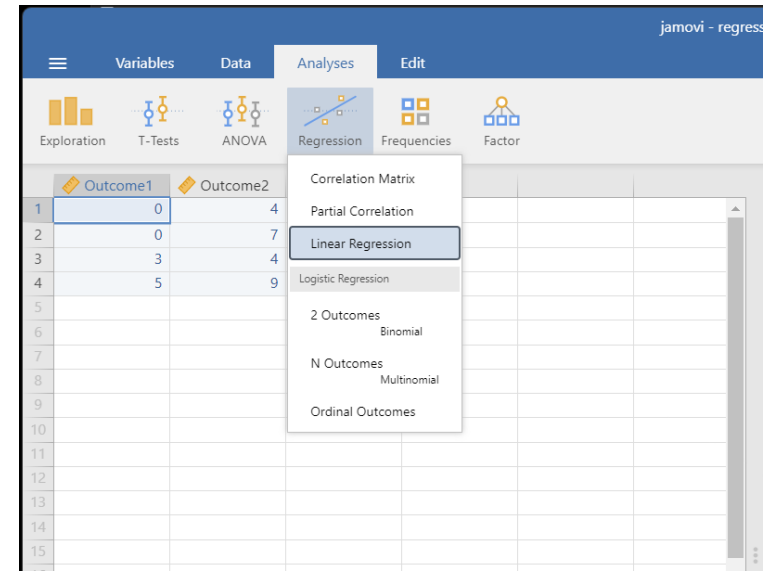 jamovi - regress
Variables Data Analyses Edit
Exploration T-Tests ANOVA Regression Frequencies Factor
Outcome1 Outcome2
Correlation Matrix
1 0 4
Partial Correlation
2 0 7
Linear Regression
3 3 4
4 5 9
Logistic Regression
5
2 Outcomes
6
Binomial
7
N Outcomes
8
Multinomial
9
Ordinal Outcomes
10
11
12
13
14
15